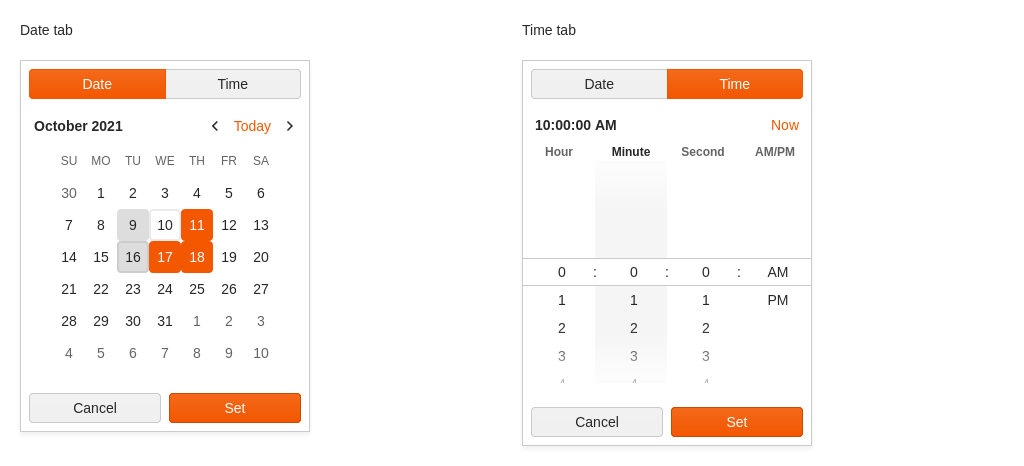 Date tab
Date Time
October 2021 Today
SU MO TU WE TH FR SA
30 1 2 3 4 5 6
7 8 9 10 11 12 13
14 15 16 17 18 19 20
21 22 23 24 25 26 27
28 29 30 31 1 2 3
4 5 6 7 8 9 10
Cancel Set
Time tab
Date Time
10:00:00 AM Now
Hour Minute Second AM/PM
0 : 0 : 0 : AM
1 1 1 PM
2 2 2
3 3 3
4 4 4
Cancel Set